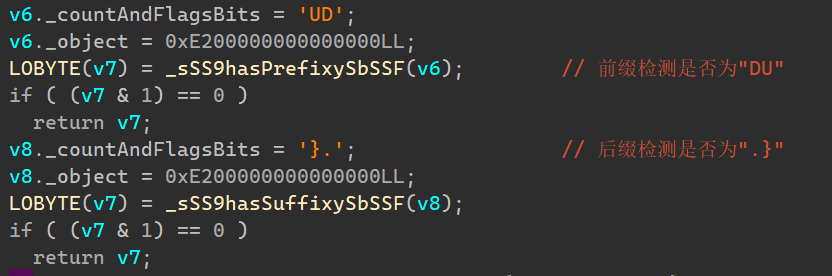 v6._countAndFlagsBits = 'UD';
v6._object = 0xE200000000000000LL;
LOBYTE(v7) = _sSS9hasPrefixySbSSF(v6); // 前缀检测是否为"DU"
if ( (v7 & 1) == 0 )
return v7;
v8._countAndFlagsBits = '}.'; // 后缀检测是否为".}"
v8._object = 0xE200000000000000LL;
LOBYTE(v7) = _sSS9hasSuffixySbSSF(v8);
if ( (v7 & 1) == 0 )
return v7;